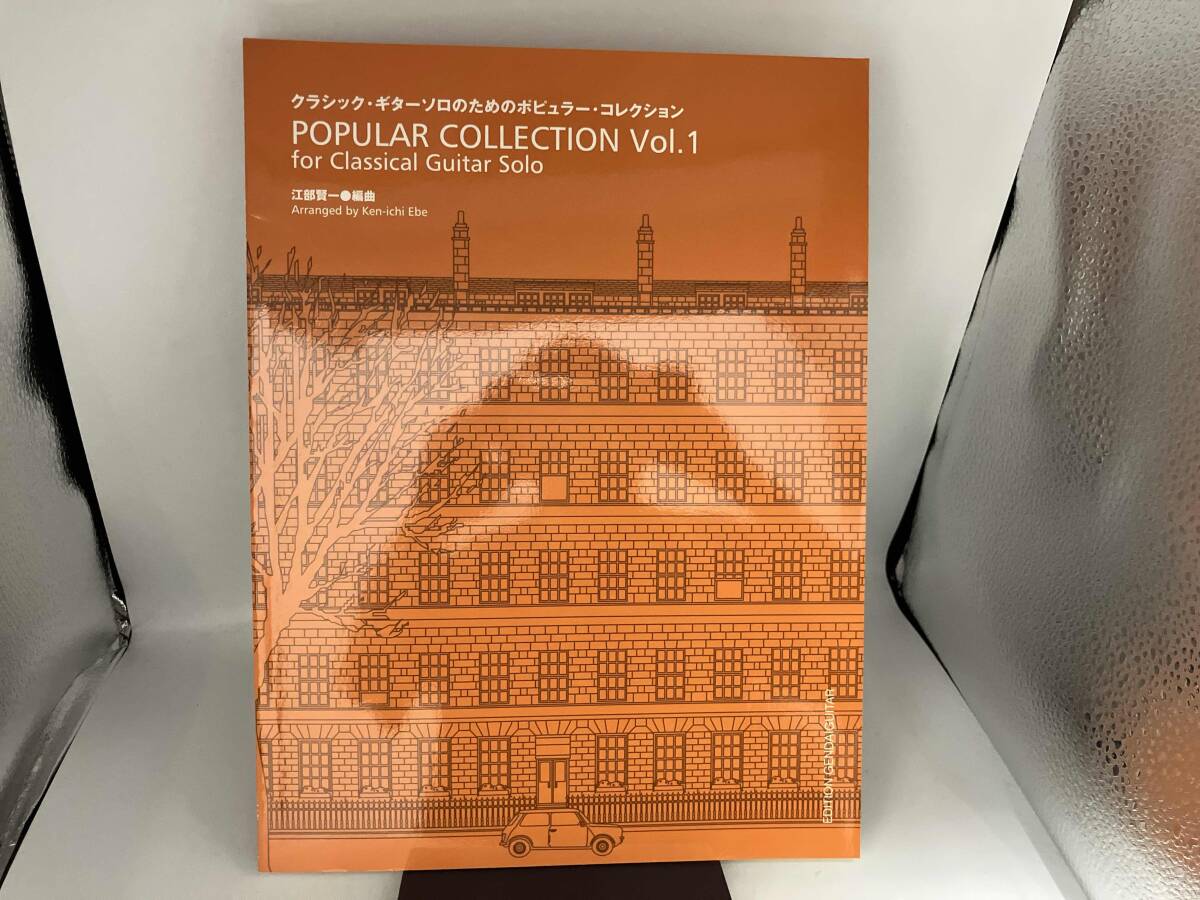 クラシック・ギターソロのためのポピュラー・コレクション
POPULAR COLLECTION Vol.1
for Classical Guitar Solo
江部賢一●編曲
Arranged by Ken-ichi Ebe
EDITION GENDAI GUITAR